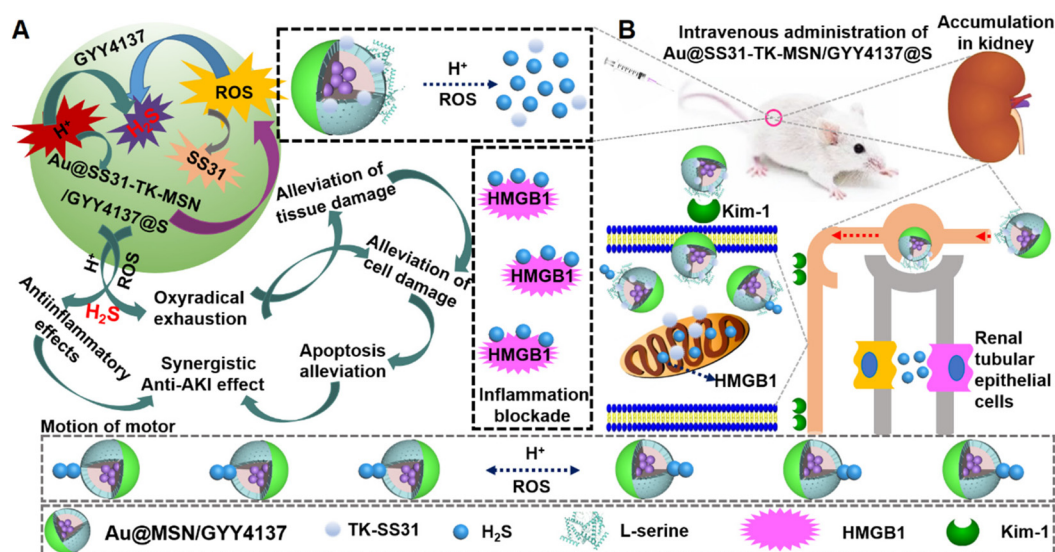 A
GYY4137
ROS
H⁺
H₂S
SS31
Au@SS31-TK-MSN
/GYY4137@S
H⁺
ROS
H₂S
Antiinflammatory
effects
Oxyradical
exhaustion
Synergistic
Anti-AKI effect
Alleviation of
tissue damage
Alleviation of
cell damage
Apoptosis
alleviation
TK-SS31
L-serine
H⁺
ROS
HMGB1
HMGB1
HMGB1
Inflammation
blockade
B
Intravenous administration of
Au@SS31-TK-MSN/GYY4137@S
Accumulation
in kidney
Kim-1
HMGB1
Renal
tubular
epithelial
cells
Motion of motor
H⁺
ROS
Au@MSN/GYY4137
TK-SS31
H₂S
L-serine
HMGB1
Kim-1